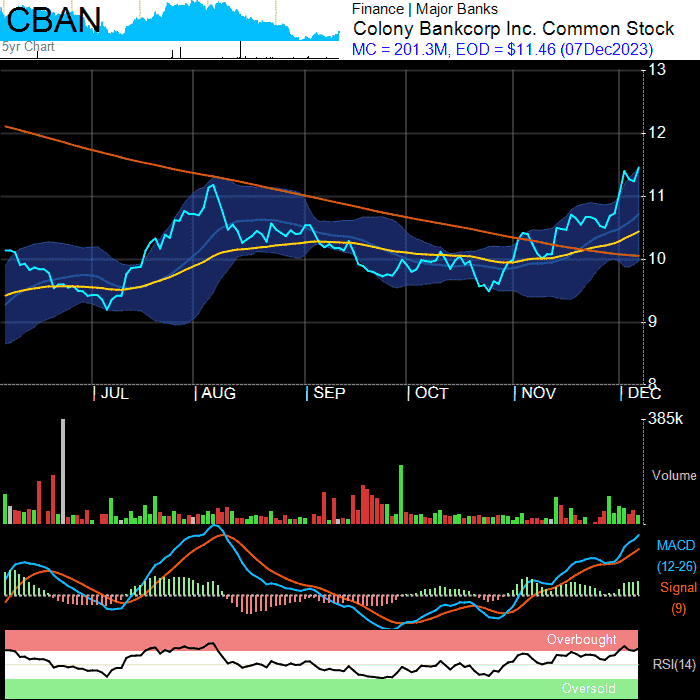 CBAN
5yr Chart
Finance | Major Banks
Colony Bankcorp Inc. Common Stock
MC = 201.3M, EOD = $11.46 (07Dec2023)
13
12
11
10
9
8
JUL AUG SEP OCT NOV DEC
385k
Volume
MACD
(12-26)
Signal
(9)
Overbought
RSI(14)
Oversold